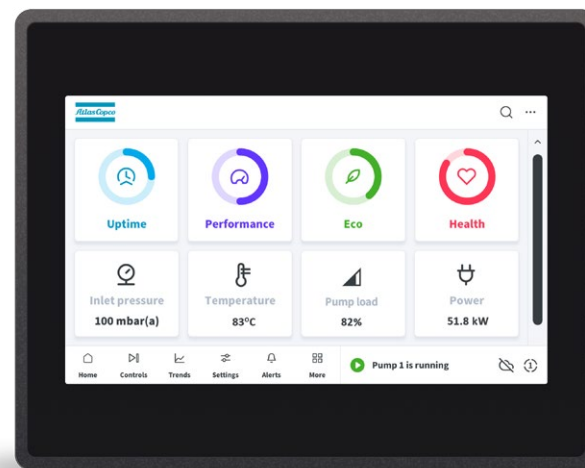 Atlas Copco
Uptime
Performance
Eco
Health
Inlet pressure
100 mbar(a)
Temperature
83°C
Pump load
82%
Power
51.8 kW
Home
Controls
Trends
Settings
Alerts
More
Pump 1 is running
1